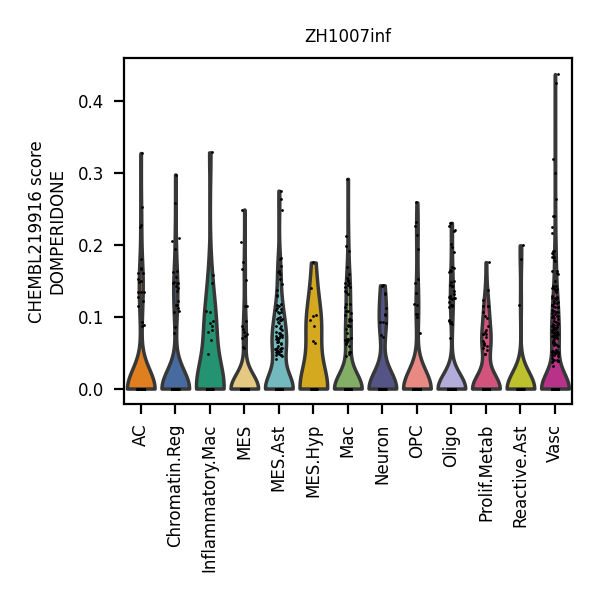 ZH1007inf
CHEMBL219916 score
DOMPERIDONE
0.4
0.3
0.2
0.1
0.0
AC
Chromatin.Reg
Inflammatory.Mac
MES
MES.Ast
MES.Hyp
Mac
Neuron
OPC
Oligo
Prolif.Metab
Reactive.Ast
Vasc